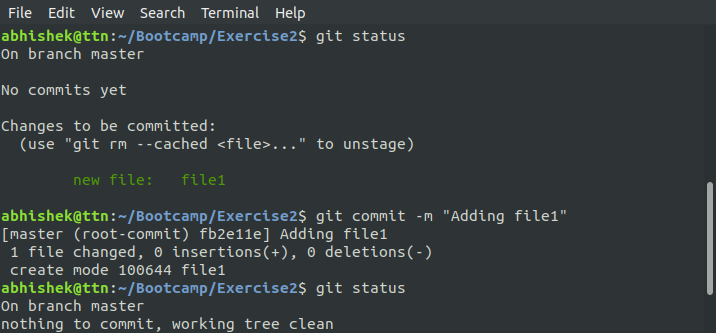 File Edit View Search Terminal Help
abhishek@ttn:~/Bootcamp/Exercise2$ git status
On branch master
No commits yet
Changes to be committed:
  (use "git rm --cached <file>..." to unstage)
        new file:   file1
abhishek@ttn:~/Bootcamp/Exercise2$ git commit -m "Adding file1"
[master (root-commit) fb2e11e] Adding file1
 1 file changed, 0 insertions(+), 0 deletions(-)
 create mode 100644 file1
abhishek@ttn:~/Bootcamp/Exercise2$ git status
On branch master
nothing to commit, working tree clean